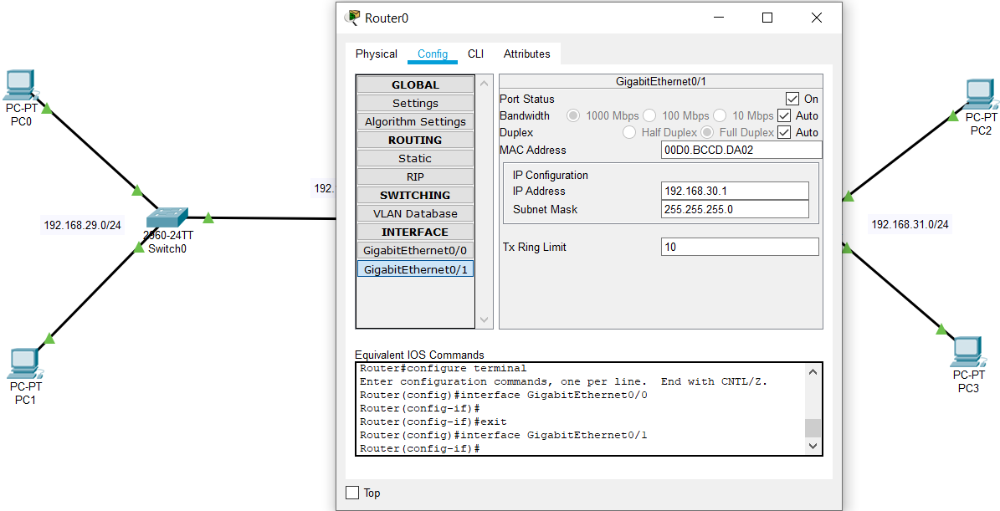 Router0
Physical Config CLI Attributes
GLOBAL
Settings
Algorithm Settings
ROUTING
Static
RIP
SWITCHING
VLAN Database
INTERFACE
GigabitEthernet0/0
GigabitEthernet0/1
GigabitEthernet0/1
Port Status On
Bandwidth 1000 Mbps 100 Mbps 10 Mbps Auto
Duplex Half Duplex Full Duplex Auto
MAC Address 00D0.BCCD.DA02
IP Configuration
IP Address 192.168.30.1
Subnet Mask 255.255.255.0
Tx Ring Limit 10
Equivalent IOS Commands
Router#configure terminal
Enter configuration commands, one per line. End with CNTL/Z.
Router(config)#interface GigabitEthernet0/0
Router(config-if)#
Router(config-if)#exit
Router(config)#interface GigabitEthernet0/1
Router(config-if)#
Top
PC-PT
PC0
192.
192.168.29.0/24
2960-24TT
Switch0
PC-PT
PC1
PC-PT
PC2
192.168.31.0/24
PC-PT
PC3